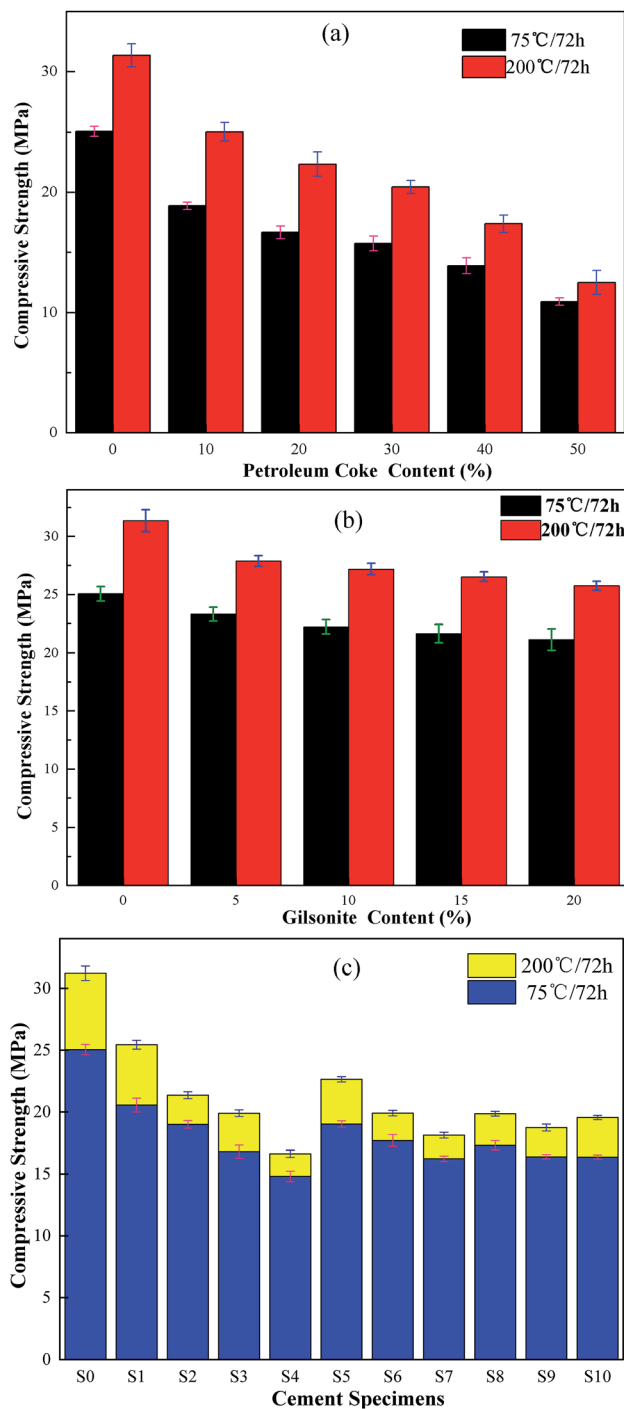 (a)
75℃/72h
200℃/72h
Compressive Strength (MPa)
30
20
10
0
0 10 20 30 40 50
Petroleum Coke Content (%)
(b)
75℃/72h
200℃/72h
Compressive Strength (MPa)
30
25
20
15
10
5
0
0 5 10 15 20
Gilsonite Content (%)
(c)
200℃/72h
75℃/72h
Compressive Strength (MPa)
30
25
20
15
10
5
0
S0 S1 S2 S3 S4 S5 S6 S7 S8 S9 S10
Cement Specimens